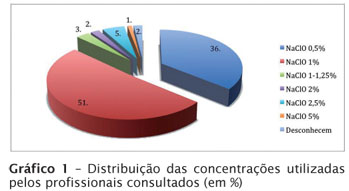 1.
2.
2.
5.
3.
36.
51.
NaClO 0,5%
NaClO 1%
NaClO 1-1,25%
NaClO 2%
NaClO 2,5%
NaClO 5%
Desconhecem
Gráfico 1 – Distribuição das concentrações utilizadas
pelos profissionais consultados (em %)